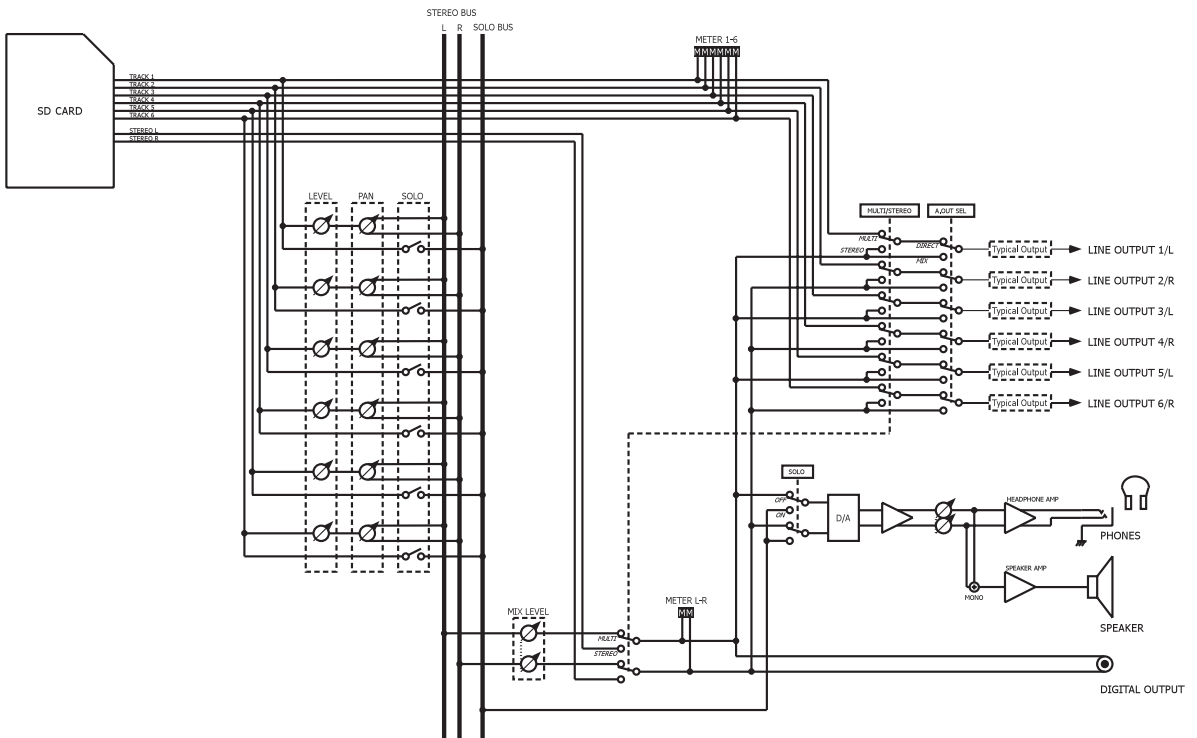 STEREO BUS
L R SOLO BUS
METER 1-6
M M M M M M
SD CARD
TRACK 1
TRACK 2
TRACK 3
TRACK 4
TRACK 5
TRACK 6
STEREO L
STEREO R
LEVEL PAN SOLO
MULTI/STEREO A.OUT SEL
MULTI
STEREO
DIRECT
MIX
Typical Output LINE OUTPUT 1/L
Typical Output LINE OUTPUT 2/R
Typical Output LINE OUTPUT 3/L
Typical Output LINE OUTPUT 4/R
Typical Output LINE OUTPUT 5/L
Typical Output LINE OUTPUT 6/R
SOLO
OFF
ON
D/A
HEADPHONE AMP
PHONES
SPEAKER AMP
MONO
SPEAKER
METER L-R
M M
MIX LEVEL
MULTI
STEREO
DIGITAL OUTPUT